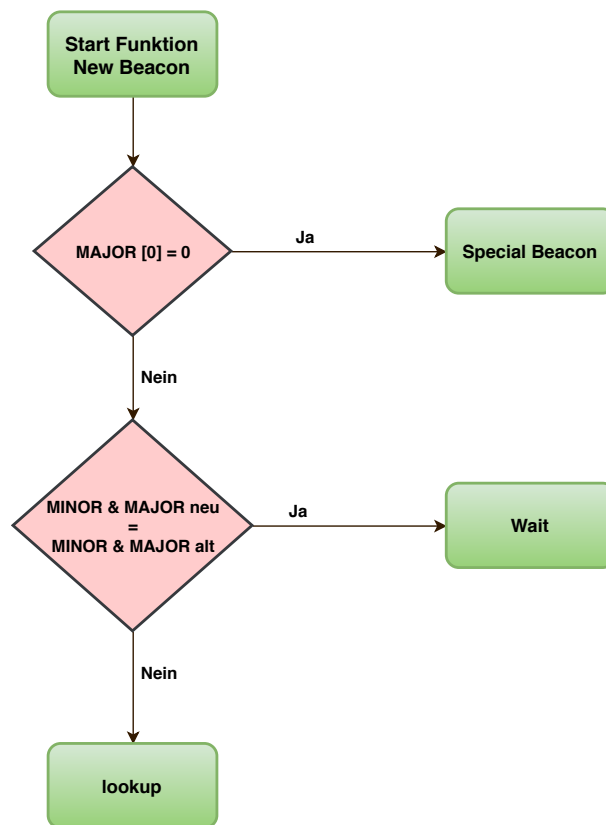 Start Funktion
New Beacon
MAJOR [0] = 0
Ja
Special Beacon
Nein
MINOR & MAJOR neu
=
MINOR & MAJOR alt
Ja
Wait
Nein
lookup